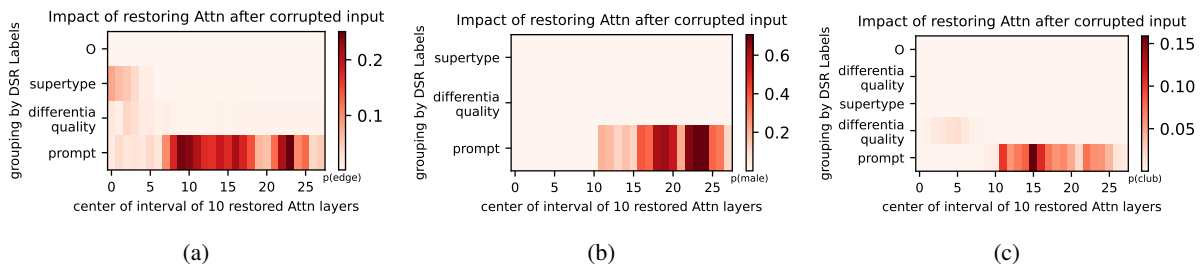 Impact of restoring Attn after corrupted input
grouping by DSR Labels
O
supertype
differentia
quality
prompt
0.2
0.1
p(edge)
0 5 10 15 20 25
center of interval of 10 restored Attn layers
(a)
Impact of restoring Attn after corrupted input
grouping by DSR Labels
supertype
differentia
quality
prompt
0.6
0.4
0.2
p(male)
0 5 10 15 20 25
center of interval of 10 restored Attn layers
(b)
Impact of restoring Attn after corrupted input
grouping by DSR Labels
O
differentia
quality
supertype
differentia
quality
prompt
0.15
0.10
0.05
p(club)
0 5 10 15 20 25
center of interval of 10 restored Attn layers
(c)